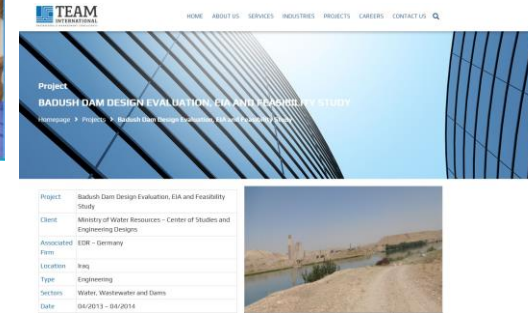 TEAM
INTERNATIONAL
HOME ABOUT US SERVICES INDUSTRIES PROJECTS CAREERS CONTACT US
Project
BADUSH DAM DESIGN EVALUATION, EIA AND FEASIBILITY STUDY
Homepage > Projects > Badush Dam Design Evaluation, EIA and Feasibility Study
Project Badush Dam Design Evaluation, EIA and Feasibility
Study
Client Ministry of Water Resources – Center of Studies and
Engineering Designs
Associated EDR – Germany
Firm
Location Iraq
Type Engineering
Sectors Water, Wastewater and Dams
Date 04/2013 – 04/2014